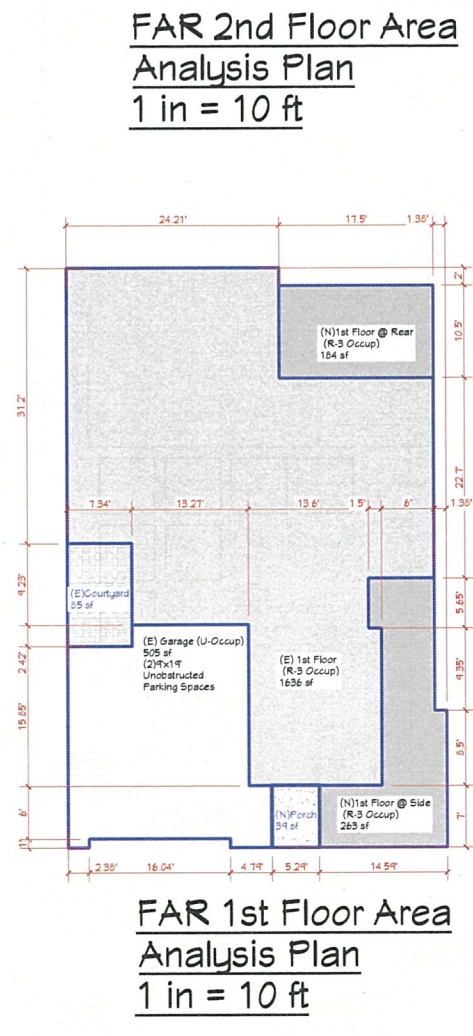 FAR 2nd Floor Area
Analysis Plan
1 in = 10 ft
24.21'
17.5'
1.38'
2'
10.5'
(N)1st Floor @ Rear
(R-3 Occup)
184 sf
31.2'
22.7'
7.34'
13.27'
13.6'
1.5'
6'
1.38'
(E)Courtyard
85 sf
9.23'
5.65'
(E) Garage (U-Occup)
505 sf
(2)9'x19'
Unobstructed
Parking Spaces
2.42'
(E) 1st Floor
(R-3 Occup)
1636 sf
9.35'
15.85'
8.5'
(N)Porch
39 sf
(N)1st Floor @ Side
(R-3 Occup)
263 sf
6'
7'
1'
2.38'
16.04'
4.79'
5.29'
14.59'
FAR 1st Floor Area
Analysis Plan
1 in = 10 ft